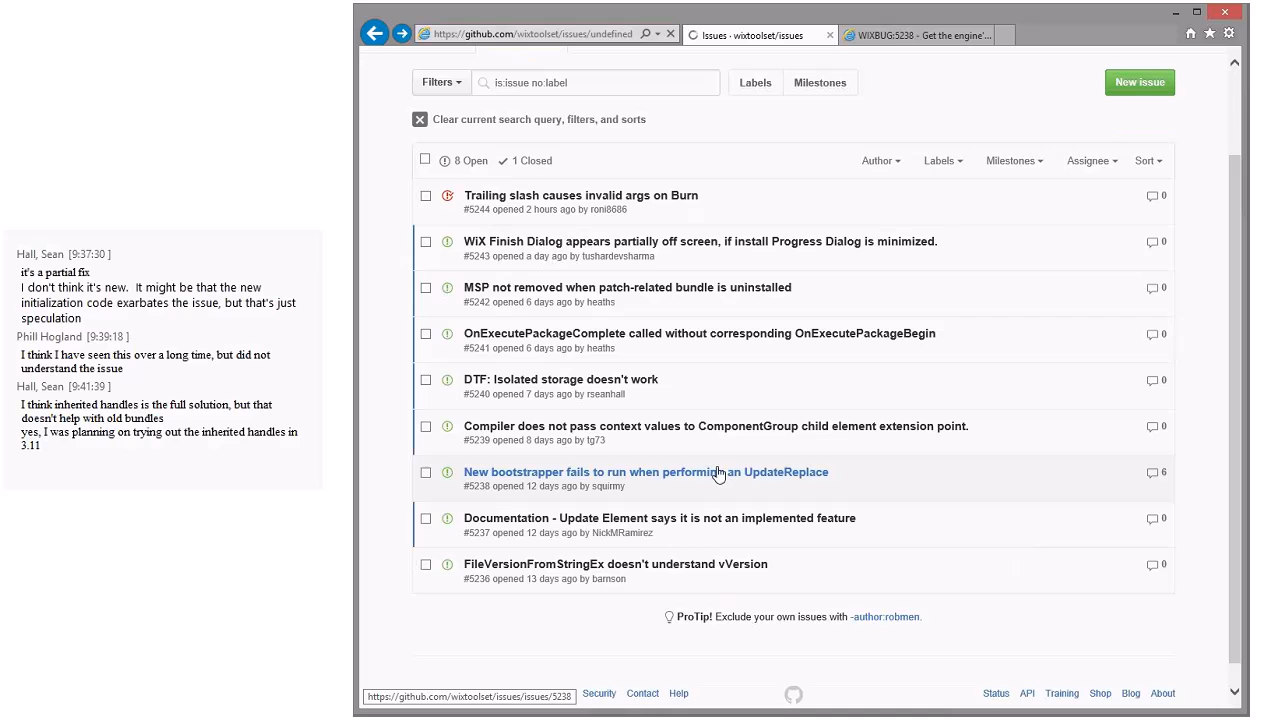 Hall, Sean [9:37:30 ]
it's a partial fix
I don't think it's new. It might be that the new
initialization code exarbates the issue, but that's just
speculation
Phill Hogland [9:39:18 ]
I think I have seen this over a long time, but did not
understand the issue
Hall, Sean [9:41:39 ]
I think inherited handles is the full solution, but that
doesn't help with old bundles
yes, I was planning on trying out the inherited handles in
3.11
https://github.com/wixtoolset/issues/undefined
Issues · wixtoolset/issues
WIXBUG:5238 - Get the engine'...
Filters
is:issue no:label
Labels
Milestones
New issue
Clear current search query, filters, and sorts
8 Open
1 Closed
Author
Labels
Milestones
Assignee
Sort
Trailing slash causes invalid args on Burn
0
#5244 opened 2 hours ago by roni8686
WiX Finish Dialog appears partially off screen, if install Progress Dialog is minimized.
0
#5243 opened a day ago by tushardevsharma
MSP not removed when patch-related bundle is uninstalled
0
#5242 opened 6 days ago by heaths
OnExecutePackageComplete called without corresponding OnExecutePackageBegin
0
#5241 opened 6 days ago by heaths
DTF: Isolated storage doesn't work
0
#5240 opened 7 days ago by rseanhall
Compiler does not pass context values to ComponentGroup child element extension point.
0
#5239 opened 8 days ago by tg73
New bootstrapper fails to run when performing an UpdateReplace
6
#5238 opened 12 days ago by squirmy
Documentation - Update Element says it is not an implemented feature
0
#5237 opened 12 days ago by NickMRamirez
FileVersionFromStringEx doesn't understand vVersion
0
#5236 opened 13 days ago by barnson
ProTip! Exclude your own issues with -author:robmen.
https://github.com/wixtoolset/issues/issues/5238
Security
Contact
Help
Status
API
Training
Shop
Blog
About